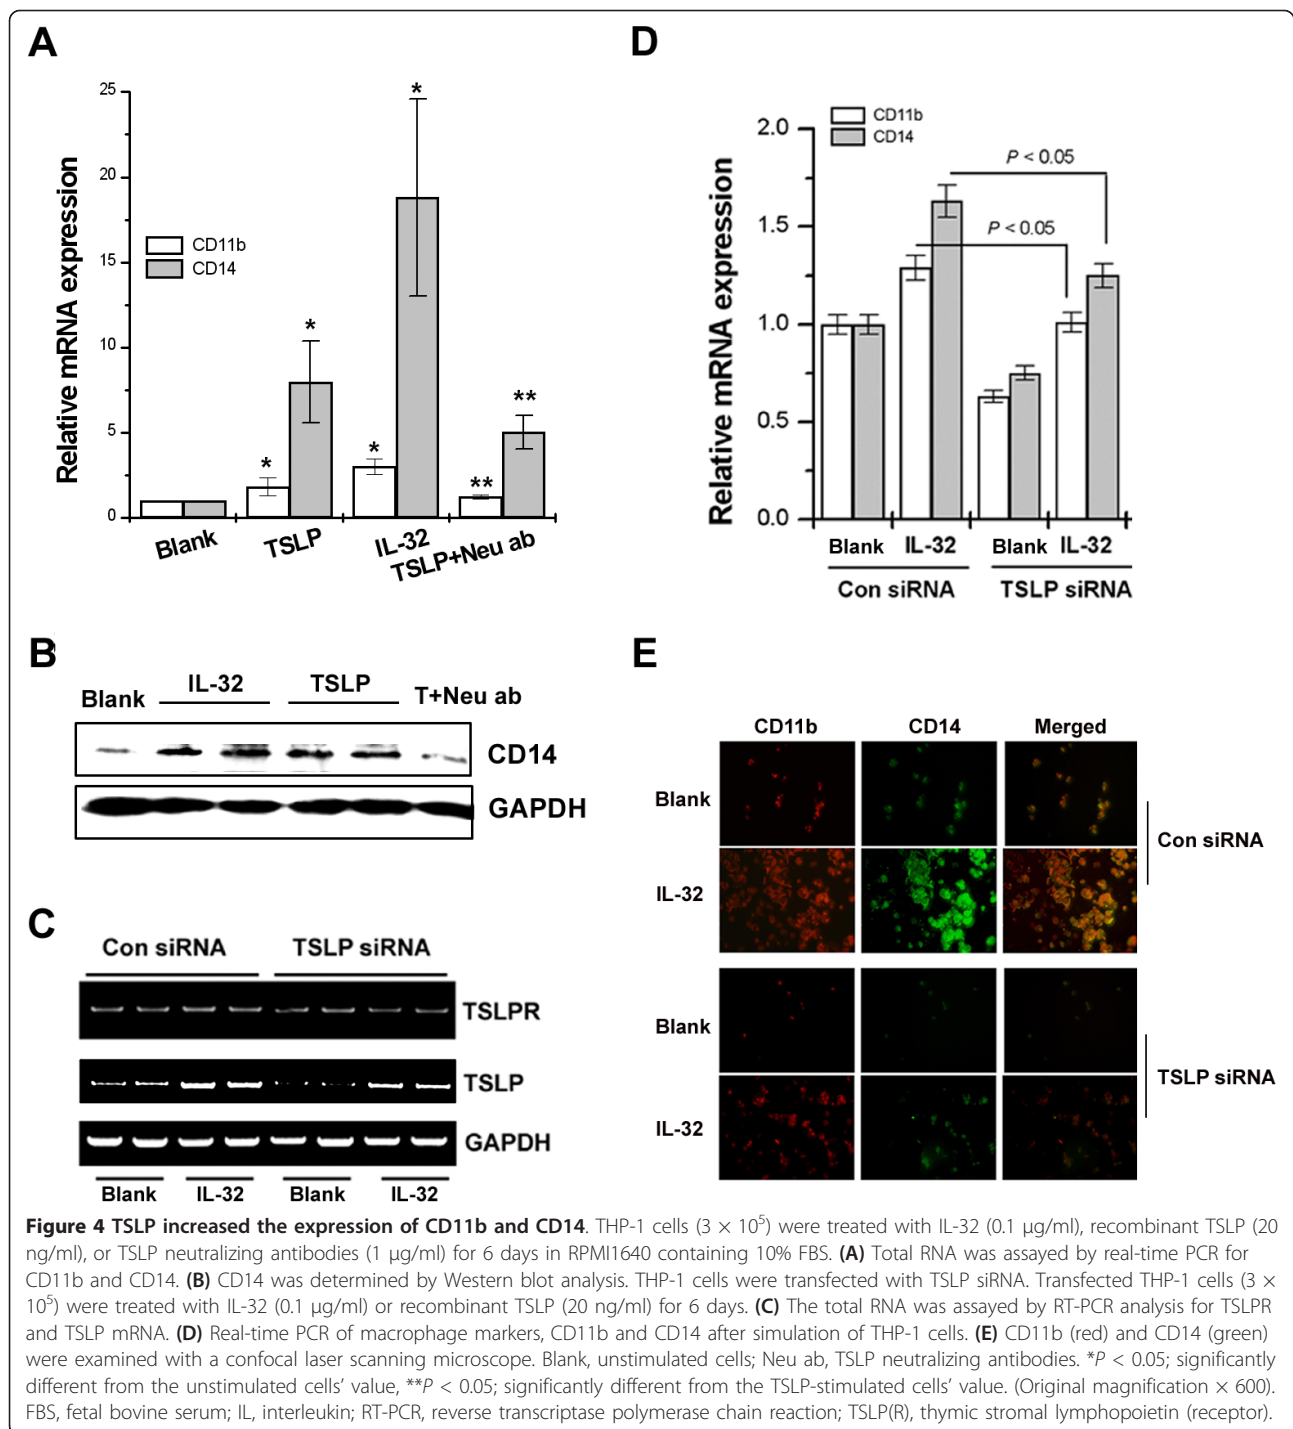 A
25
20
15
10
5
0
Relative mRNA expression
CD11b
CD14
*
*
*
*
**
**
Blank
TSLP
IL-32
TSLP+Neu ab
D
2.0
1.5
1.0
0.5
0.0
Relative mRNA expression
CD11b
CD14
P < 0.05
P < 0.05
Blank IL-32 Blank IL-32
Con siRNA TSLP siRNA
B
Blank IL-32 TSLP T+Neu ab
CD14
GAPDH
C
Con siRNA TSLP siRNA
TSLPR
TSLP
GAPDH
Blank IL-32 Blank IL-32
E
CD11b CD14 Merged
Blank
IL-32
Con siRNA
Blank
IL-32
TSLP siRNA
Figure 4 TSLP increased the expression of CD11b and CD14. THP-1 cells (3 × 10⁵) were treated with IL-32 (0.1 μg/ml), recombinant TSLP (20
ng/ml), or TSLP neutralizing antibodies (1 μg/ml) for 6 days in RPMI1640 containing 10% FBS. (A) Total RNA was assayed by real-time PCR for
CD11b and CD14. (B) CD14 was determined by Western blot analysis. THP-1 cells were transfected with TSLP siRNA. Transfected THP-1 cells (3 ×
10⁵) were treated with IL-32 (0.1 μg/ml) or recombinant TSLP (20 ng/ml) for 6 days. (C) The total RNA was assayed by RT-PCR analysis for TSLPR
and TSLP mRNA. (D) Real-time PCR of macrophage markers, CD11b and CD14 after simulation of THP-1 cells. (E) CD11b (red) and CD14 (green)
were examined with a confocal laser scanning microscope. Blank, unstimulated cells; Neu ab, TSLP neutralizing antibodies. *P < 0.05; significantly
different from the unstimulated cells' value, **P < 0.05; significantly different from the TSLP-stimulated cells' value. (Original magnification × 600).
FBS, fetal bovine serum; IL, interleukin; RT-PCR, reverse transcriptase polymerase chain reaction; TSLP(R), thymic stromal lymphopoietin (receptor).